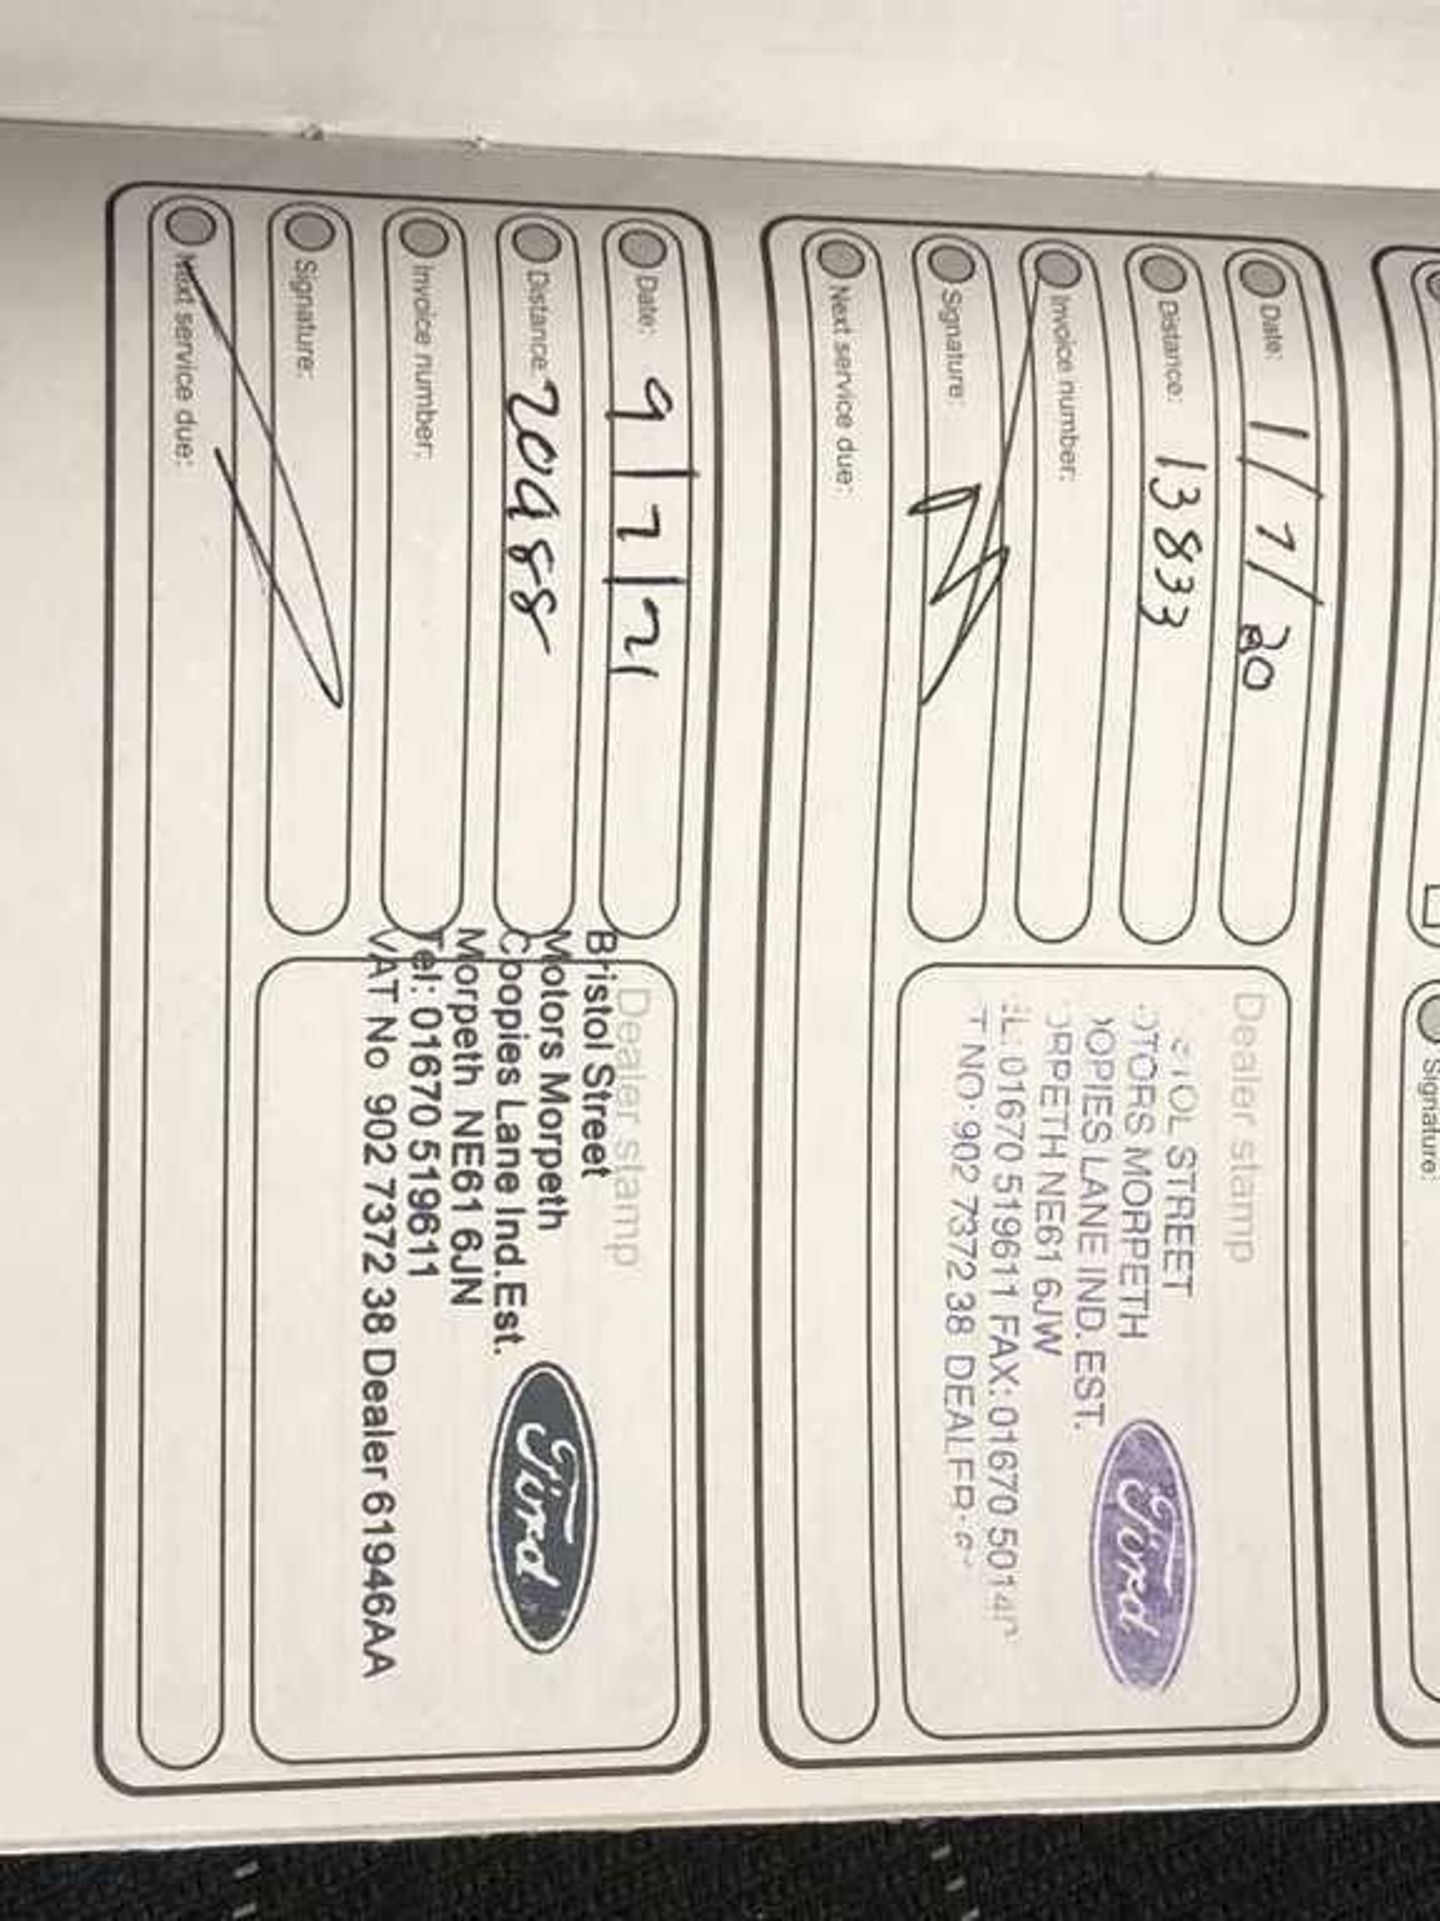 Signature:
Date: 1/7/20
Distance: 13833
Invoice number:
Signature:
Next service due:
Dealer stamp
STREET
MORPETH
LANE IND. EST.
NE61 6JW
01670 519611 FAX: 01670
NO: 902 7372 38 DEALER:
Ford
Date: 9/7/21
Distance: 20988
Invoice number:
Signature:
Next service due:
Dealer stamp
Bristol Street
Motors Morpeth
Coopies Lane Ind.Est.
Morpeth NE61 6JN
Tel: 01670 519611
VAT No 902 7372 38 Dealer 61946AA
Ford